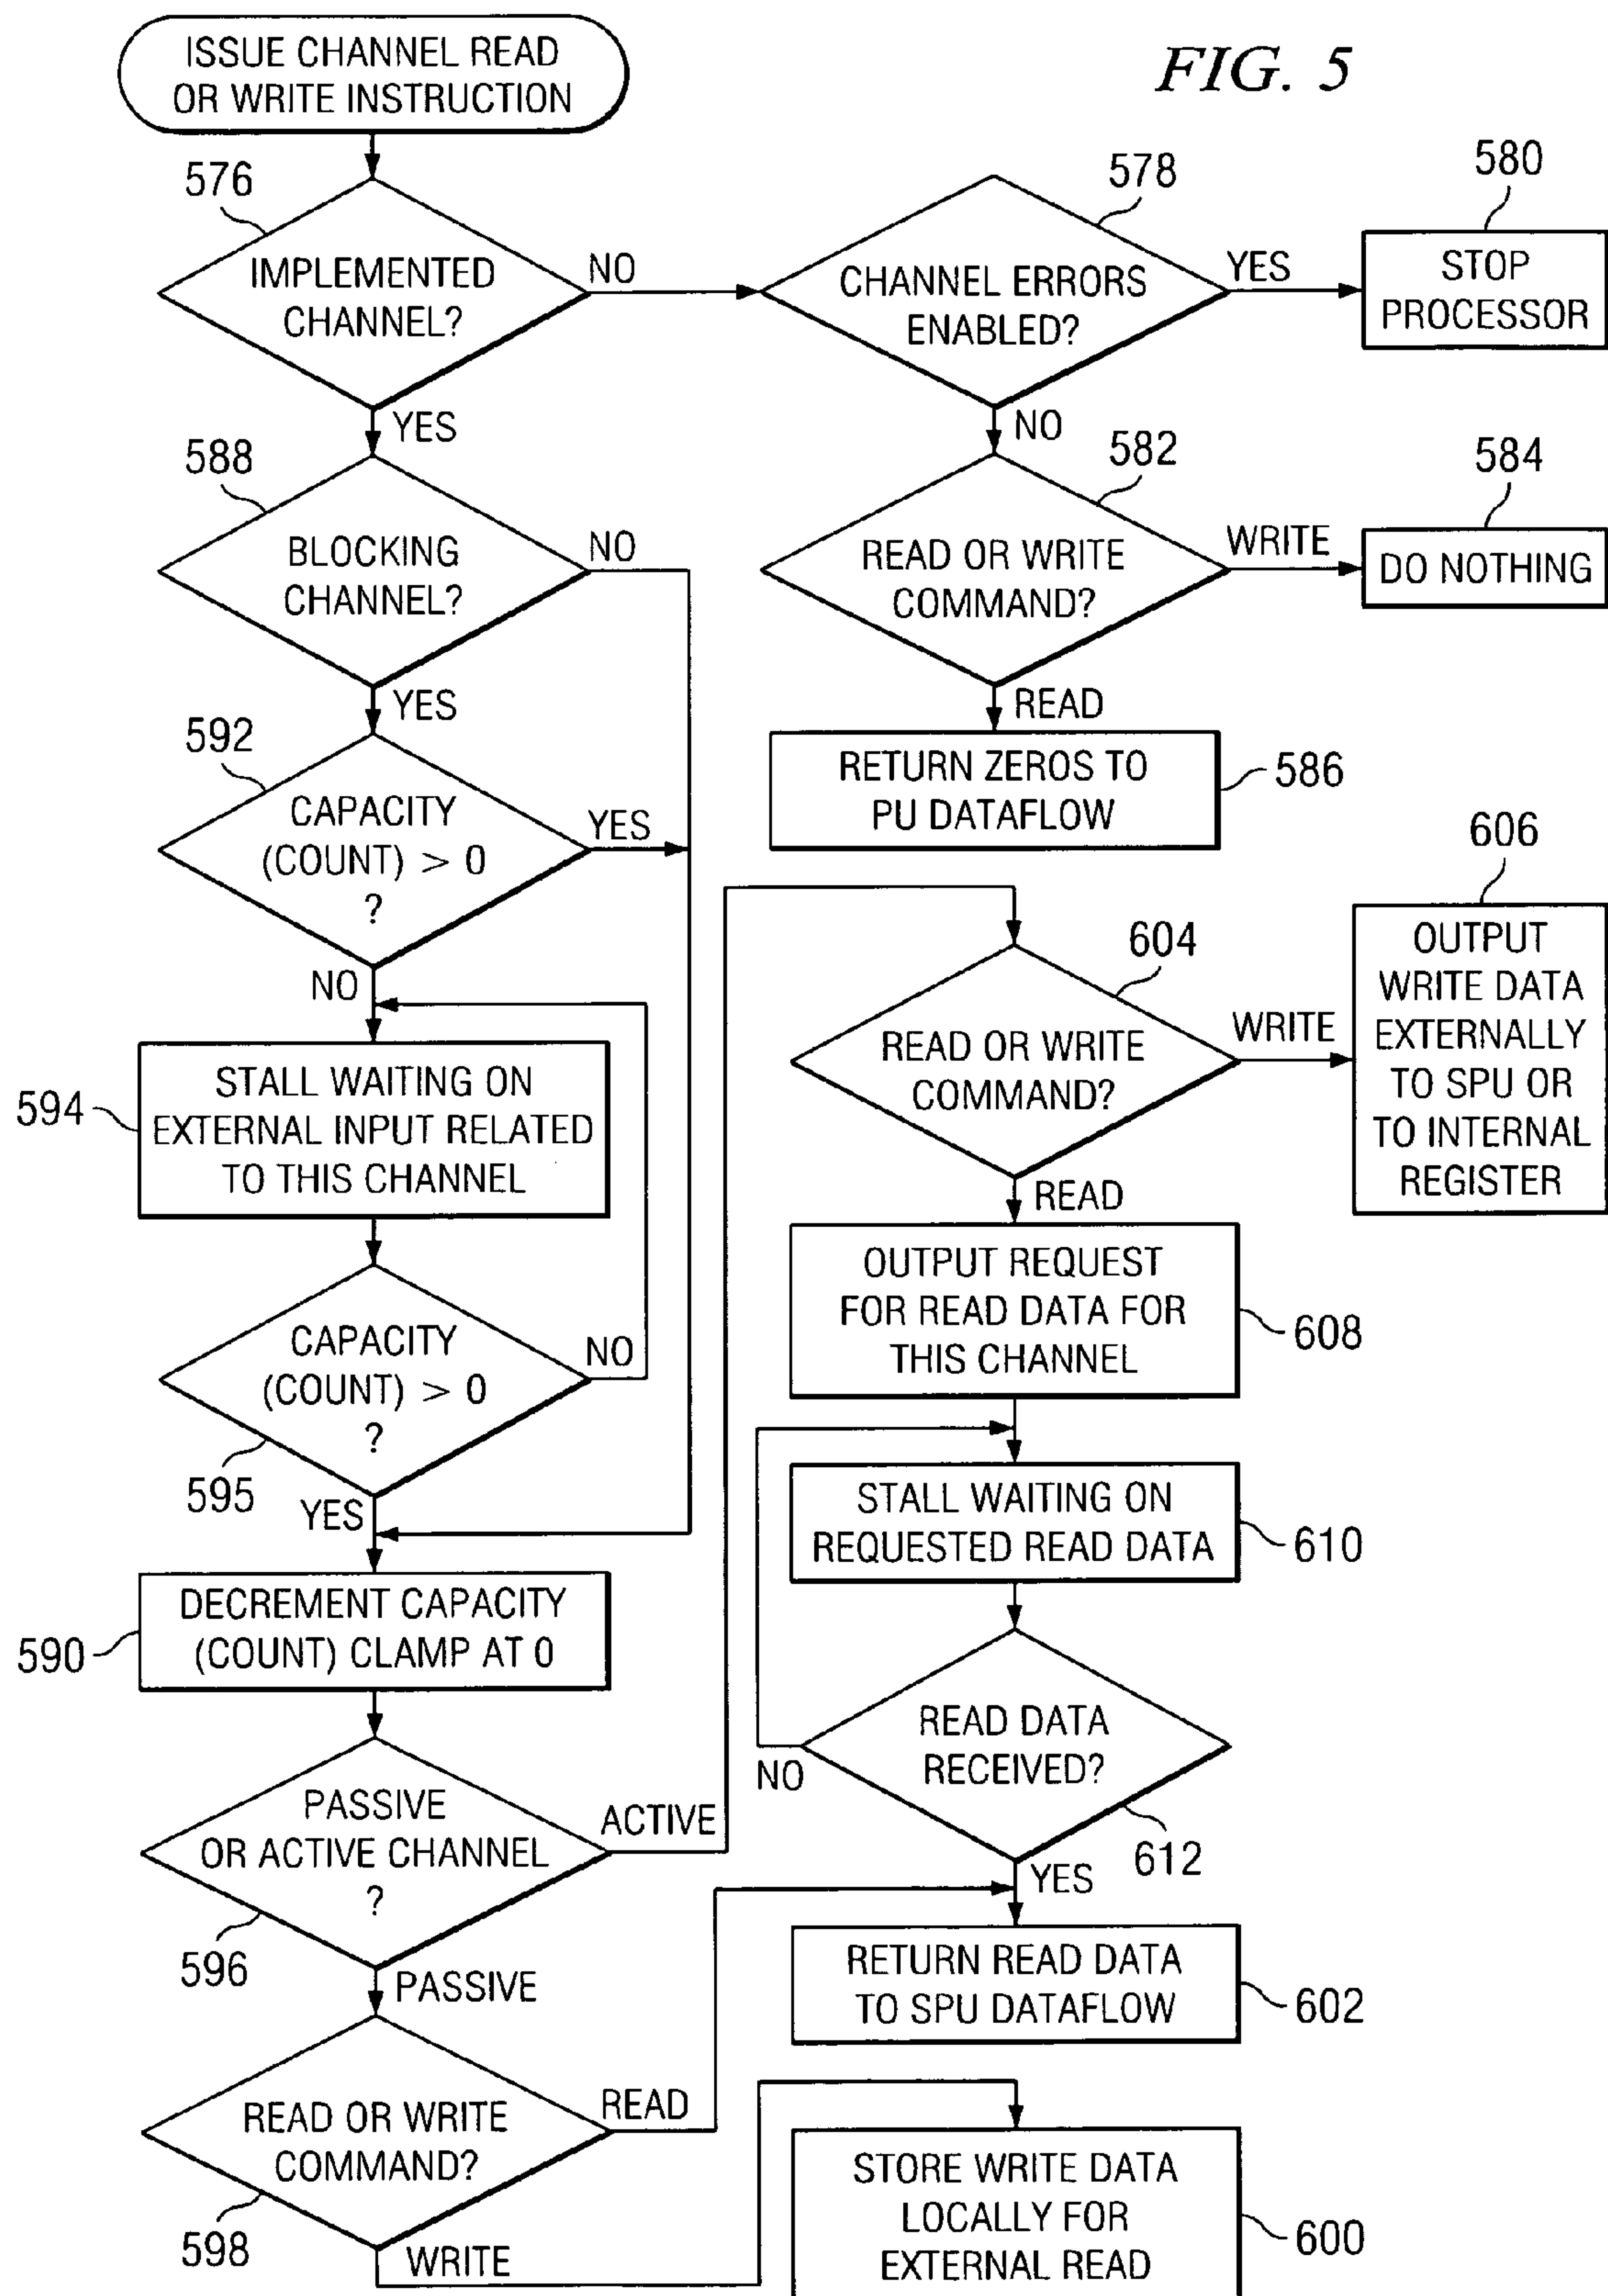 FIG. 5
ISSUE CHANNEL READ
OR WRITE INSTRUCTION
576
IMPLEMENTED
CHANNEL?
NO
YES
578
CHANNEL ERRORS
ENABLED?
YES
NO
580
STOP
PROCESSOR
588
BLOCKING
CHANNEL?
NO
YES
582
READ OR WRITE
COMMAND?
WRITE
READ
584
DO NOTHING
592
CAPACITY
(COUNT) > 0
?
YES
NO
RETURN ZEROS TO
PU DATAFLOW
586
594
STALL WAITING ON
EXTERNAL INPUT RELATED
TO THIS CHANNEL
CAPACITY
(COUNT) > 0
?
NO
595
YES
590
DECREMENT CAPACITY
(COUNT) CLAMP AT 0
PASSIVE
OR ACTIVE CHANNEL
?
ACTIVE
596
PASSIVE
READ OR WRITE
COMMAND?
READ
598
WRITE
604
READ OR WRITE
COMMAND?
WRITE
READ
606
OUTPUT
WRITE DATA
EXTERNALLY
TO SPU OR
TO INTERNAL
REGISTER
OUTPUT REQUEST
FOR READ DATA FOR
THIS CHANNEL
608
STALL WAITING ON
REQUESTED READ DATA
610
READ DATA
RECEIVED?
NO
612
YES
RETURN READ DATA
TO SPU DATAFLOW
602
STORE WRITE DATA
LOCALLY FOR
EXTERNAL READ
600